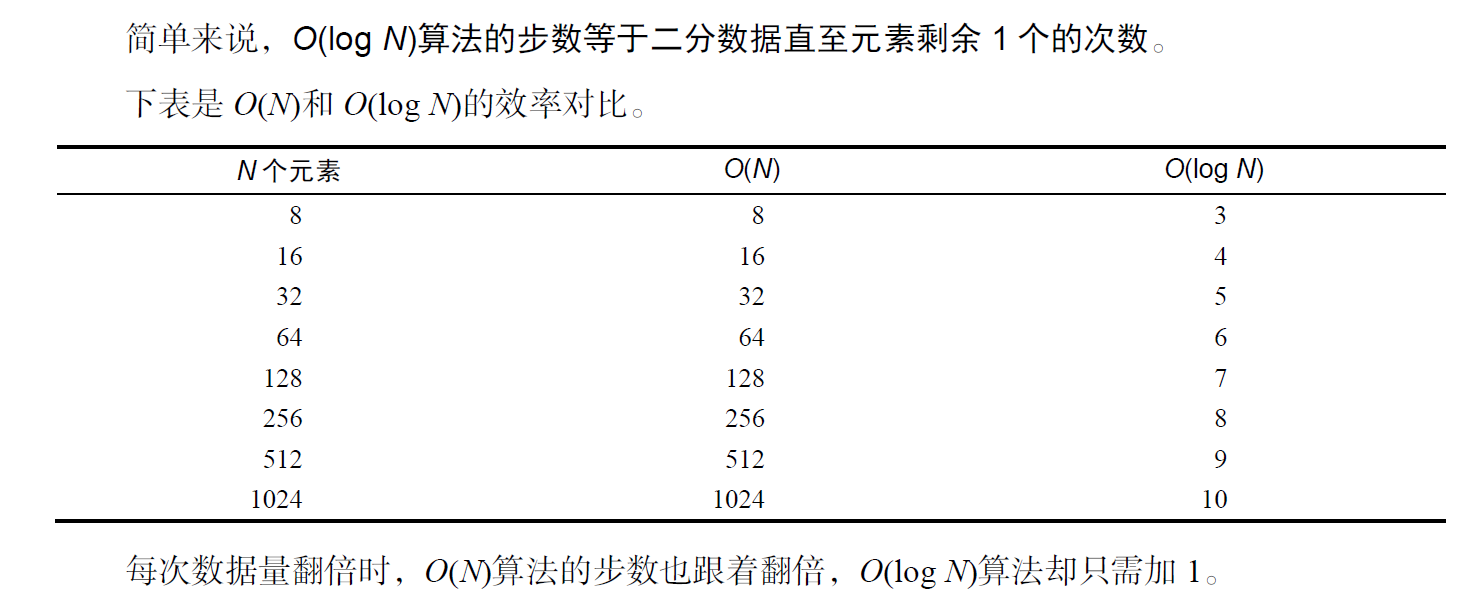 简单来说，O(log N)算法的步数等于二分数据直至元素剩余 1 个的次数。
下表是 O(N)和 O(log N)的效率对比。
N 个元素 O(N) O(log N)
8 8 3
16 16 4
32 32 5
64 64 6
128 128 7
256 256 8
512 512 9
1024 1024 10
每次数据量翻倍时，O(N)算法的步数也跟着翻倍，O(log N)算法却只需加 1。